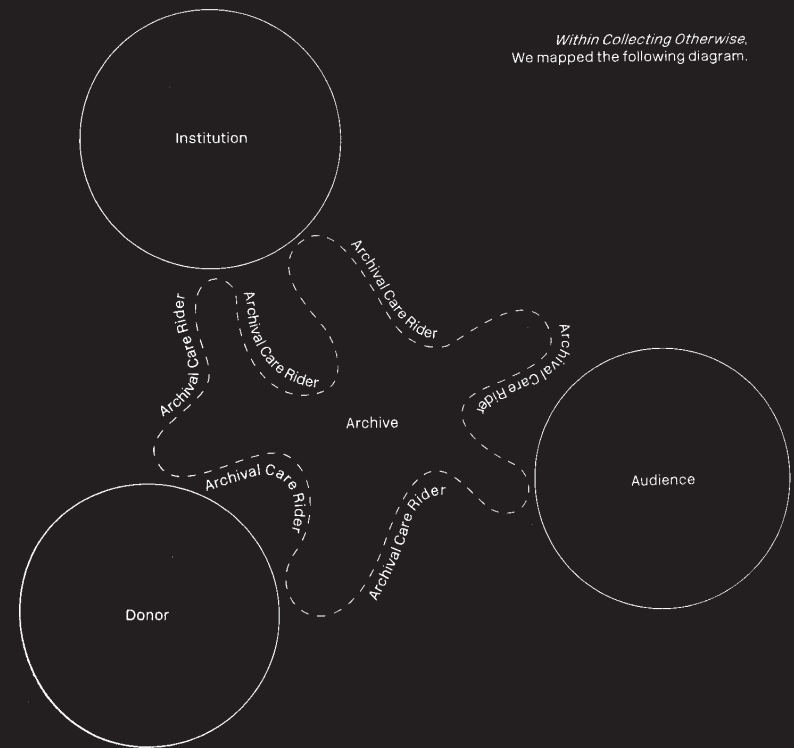 Within Collecting Otherwise,
We mapped the following diagram.
Institution
Archival Care Rider
Archival Care Rider
Archival Care Rider
Archival Care Rider
Archive
Audience
Archival Care Rider
Archival Care Rider
Donor